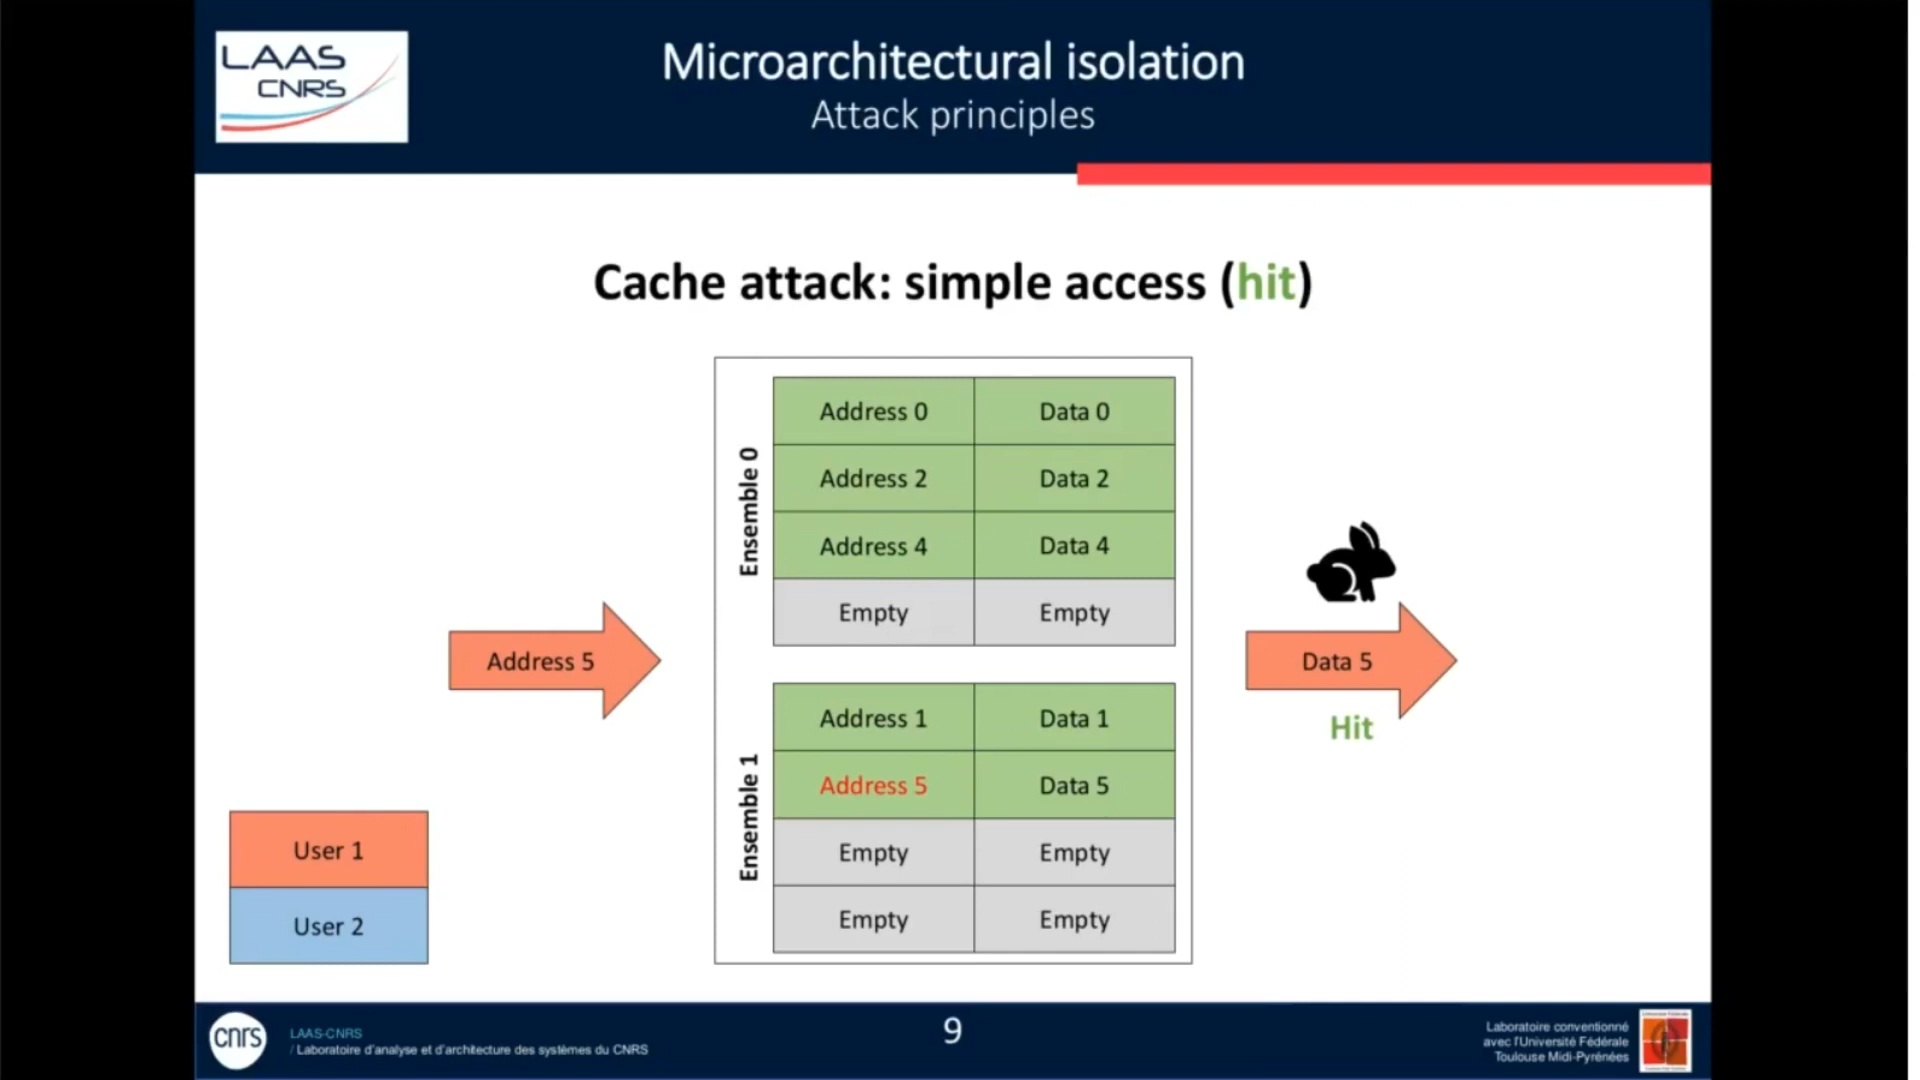 LAAS
CNRS
Microarchitectural isolation
Attack principles
Cache attack: simple access (hit)
Ensemble 0
Address 0 Data 0
Address 2 Data 2
Address 4 Data 4
Empty Empty
Address 5
Data 5
Hit
Ensemble 1
Address 1 Data 1
Address 5 Data 5
Empty Empty
Empty Empty
User 1
User 2
cnrs
LAAS-CNRS
/ Laboratoire d'analyse et d'architecture des systèmes du CNRS
9
Laboratoire conventionné
avec l'Université Fédérale
Toulouse Midi-Pyrénées